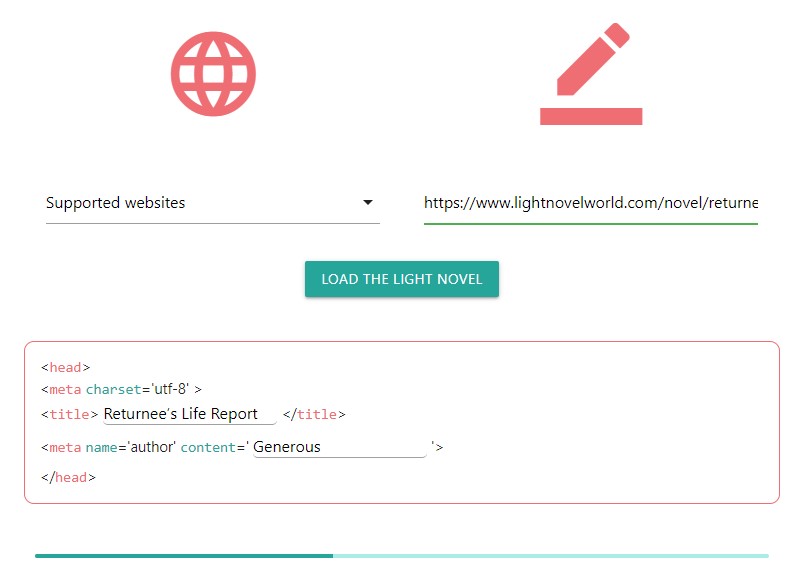 Supported websites
https://www.lightnovelworld.com/novel/returne
LOAD THE LIGHT NOVEL
<head>
<meta charset='utf-8' >
<title> Returnee's Life Report </title>
<meta name='author' content=' Generous '>
</head>